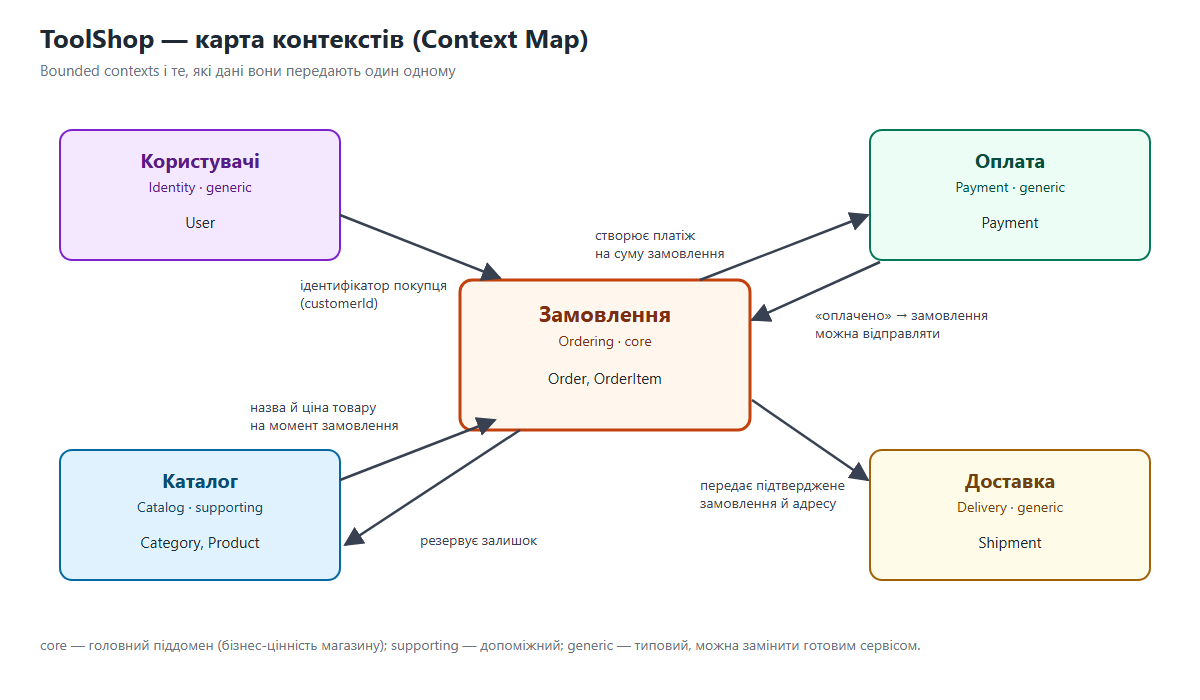 ToolShop — карта контекстів (Context Map)
Bounded contexts і те, які дані вони передають один одному
Користувачі
Identity · generic
User
Оплата
Payment · generic
Payment
створює платіж
на суму замовлення
ідентифікатор покупця
(customerId)
Замовлення
Ordering · core
Order, OrderItem
«оплачено» → замовлення
можна відправляти
назва й ціна товару
на момент замовлення
Каталог
Catalog · supporting
Category, Product
резервує залишок
передає підтверджене
замовлення й адресу
Доставка
Delivery · generic
Shipment
core — головний піддомен (бізнес-цінність магазину); supporting — допоміжний; generic — типовий, можна замінити готовим сервісом.